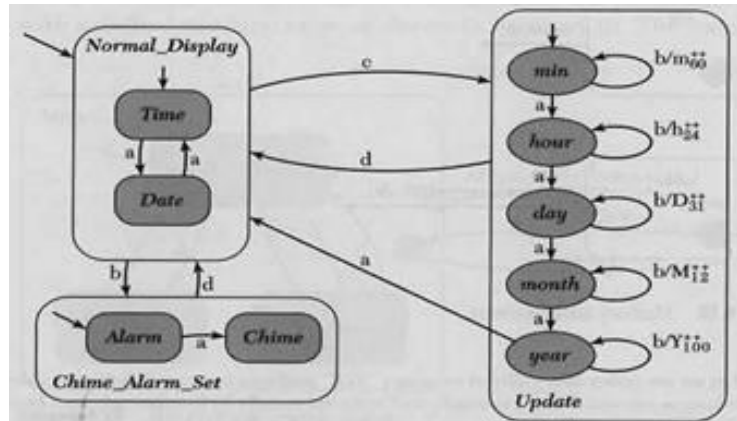 Normal_Display
Time
a
a
Date
b
d
Alarm
a
Chime
Chime_Alarm_Set
c
d
a
min
b/m⁺⁺₆₀
a
hour
b/h⁺⁺₂₄
a
day
b/D⁺⁺₃₁
a
month
b/M⁺⁺₁₂
a
year
b/Y⁺⁺₁₀₀
Update